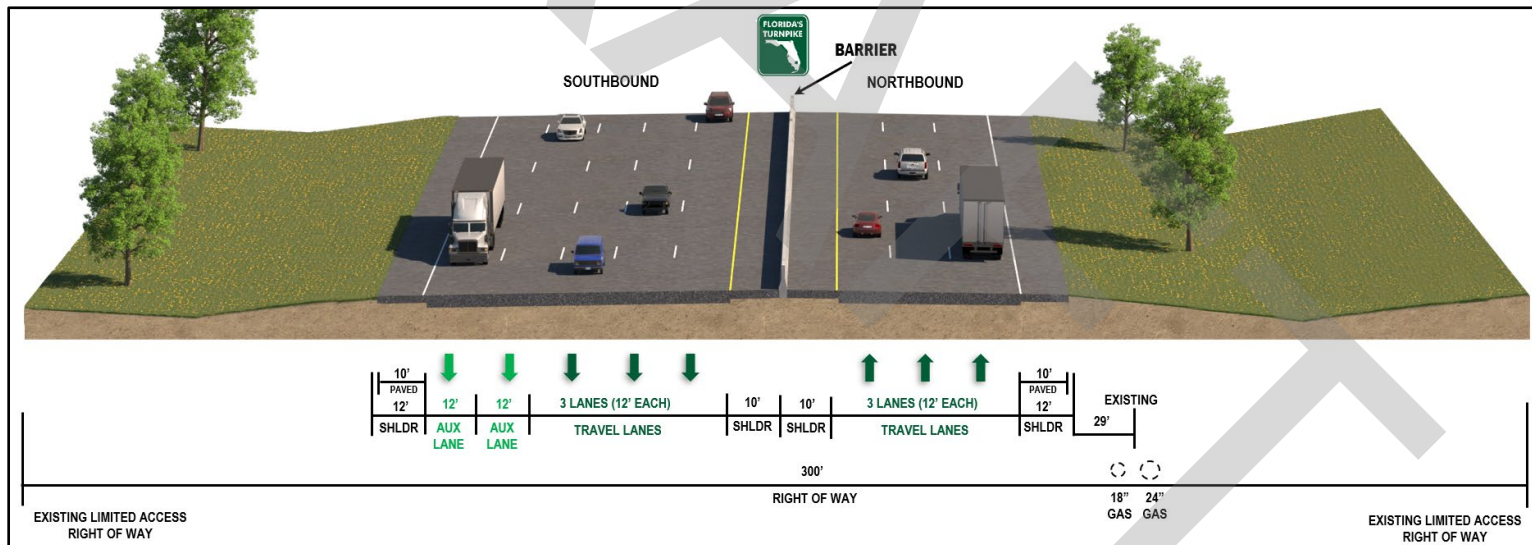 FLORIDA'S
TURNPIKE
BARRIER
SOUTHBOUND
NORTHBOUND
10'
PAVED
12'
SHLDR
12'
AUX
LANE
12'
AUX
LANE
3 LANES (12' EACH)
TRAVEL LANES
10'
SHLDR
10'
SHLDR
3 LANES (12' EACH)
TRAVEL LANES
10'
PAVED
12'
SHLDR
EXISTING
29'
300'
RIGHT OF WAY
18"
GAS
24"
GAS
EXISTING LIMITED ACCESS
RIGHT OF WAY
EXISTING LIMITED ACCESS
RIGHT OF WAY